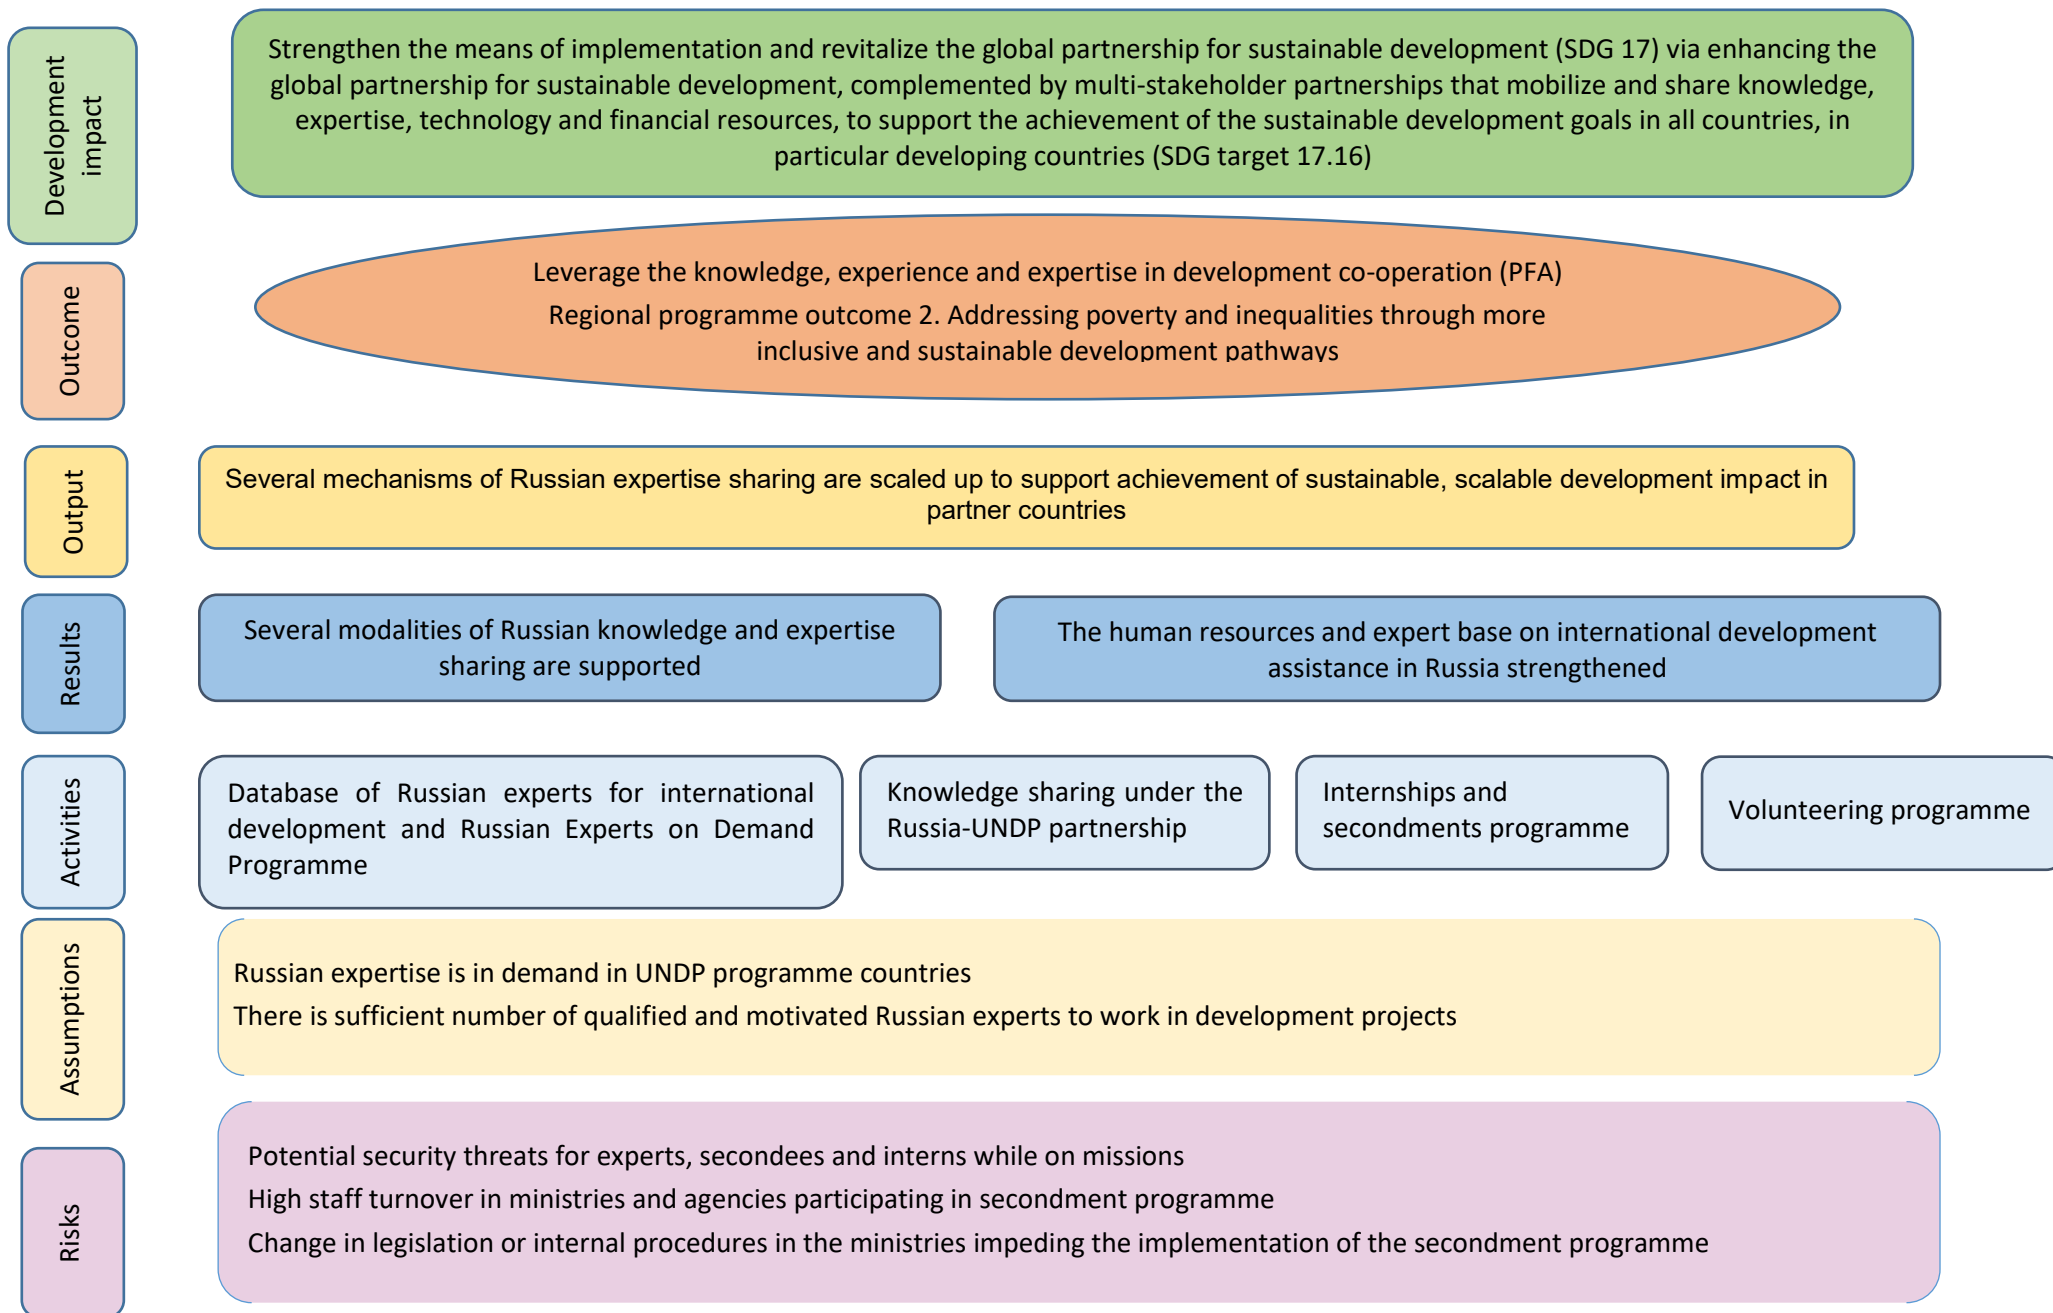 Development
impact
Strengthen the means of implementation and revitalize the global partnership for sustainable development (SDG 17) via enhancing the
global partnership for sustainable development, complemented by multi-stakeholder partnerships that mobilize and share knowledge,
expertise, technology and financial resources, to support the achievement of the sustainable development goals in all countries, in
particular developing countries (SDG target 17.16)
Outcome
Leverage the knowledge, experience and expertise in development co-operation (PFA)
Regional programme outcome 2. Addressing poverty and inequalities through more
inclusive and sustainable development pathways
Output
Several mechanisms of Russian expertise sharing are scaled up to support achievement of sustainable, scalable development impact in
partner countries
Results
Several modalities of Russian knowledge and expertise
sharing are supported
The human resources and expert base on international development
assistance in Russia strengthened
Activities
Database of Russian experts for international
development and Russian Experts on Demand
Programme
Knowledge sharing under the
Russia-UNDP partnership
Internships and
secondments programme
Volunteering programme
Assumptions
Russian expertise is in demand in UNDP programme countries
There is sufficient number of qualified and motivated Russian experts to work in development projects
Risks
Potential security threats for experts, secondees and interns while on missions
High staff turnover in ministries and agencies participating in secondment programme
Change in legislation or internal procedures in the ministries impeding the implementation of the secondment programme